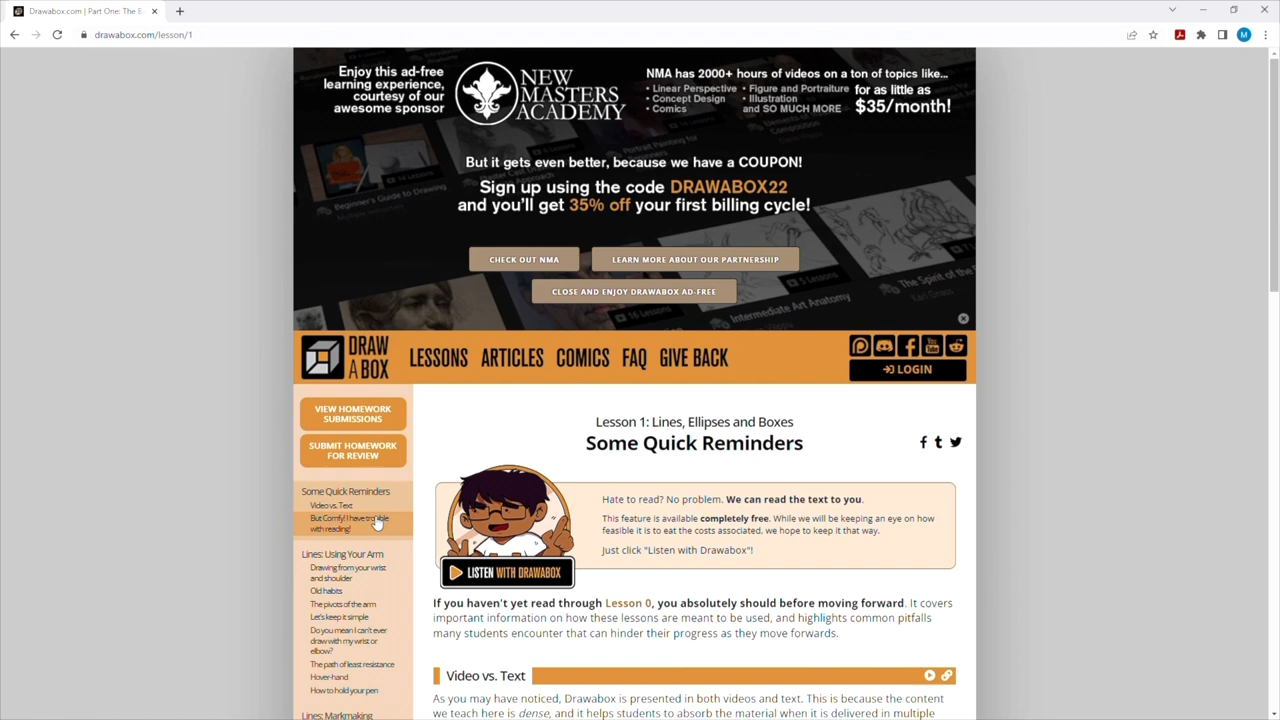 Drawabox.com | Part One: The B
drawabox.com/lesson/1
M
Enjoy this ad-free
learning experience,
courtesy of our
awesome sponsor
NEW
MASTERS
ACADEMY
NMA has 2000+ hours of videos on a ton of topics like...
• Linear Perspective • Figure and Portraiture
• Concept Design • Illustration
• Comics and SO MUCH MORE
for as little as
$35/month!
But it gets even better, because we have a COUPON!
Sign up using the code DRAWABOX22
and you'll get 35% off your first billing cycle!
Beginner's Guide to Drawing
Intermediate Art Anatomy
CHECK OUT NMA
LEARN MORE ABOUT OUR PARTNERSHIP
CLOSE AND ENJOY DRAWABOX AD-FREE
DRAW
A BOX
LESSONS ARTICLES COMICS FAQ GIVE BACK
You
Tube
LOGIN
VIEW HOMEWORK
SUBMISSIONS
SUBMIT HOMEWORK
FOR REVIEW
Some Quick Reminders
Video vs. Text
But Comfy! I have trouble
with reading!
Lines: Using Your Arm
Drawing from your wrist
and shoulder
Old habits
The pivots of the arm
Let's keep it simple
Do you mean I can't ever
draw with my wrist or
elbow?
The path of least resistance
Hover-hand
How to hold your pen
Lines: Markmaking
Lesson 1: Lines, Ellipses and Boxes
Some Quick Reminders
Hate to read? No problem. We can read the text to you.
This feature is available completely free. While we will be keeping an eye on how
feasible it is to eat the costs associated, we hope to keep it that way.
Just click "Listen with Drawabox"!
LISTEN WITH DRAWABOX
If you haven't yet read through Lesson 0, you absolutely should before moving forward. It covers
important information on how these lessons are meant to be used, and highlights common pitfalls
many students encounter that can hinder their progress as they move forwards.
Video vs. Text
As you may have noticed, Drawabox is presented in both videos and text. This is because the content
we teach here is dense, and it helps students to absorb the material when it is delivered in multiple